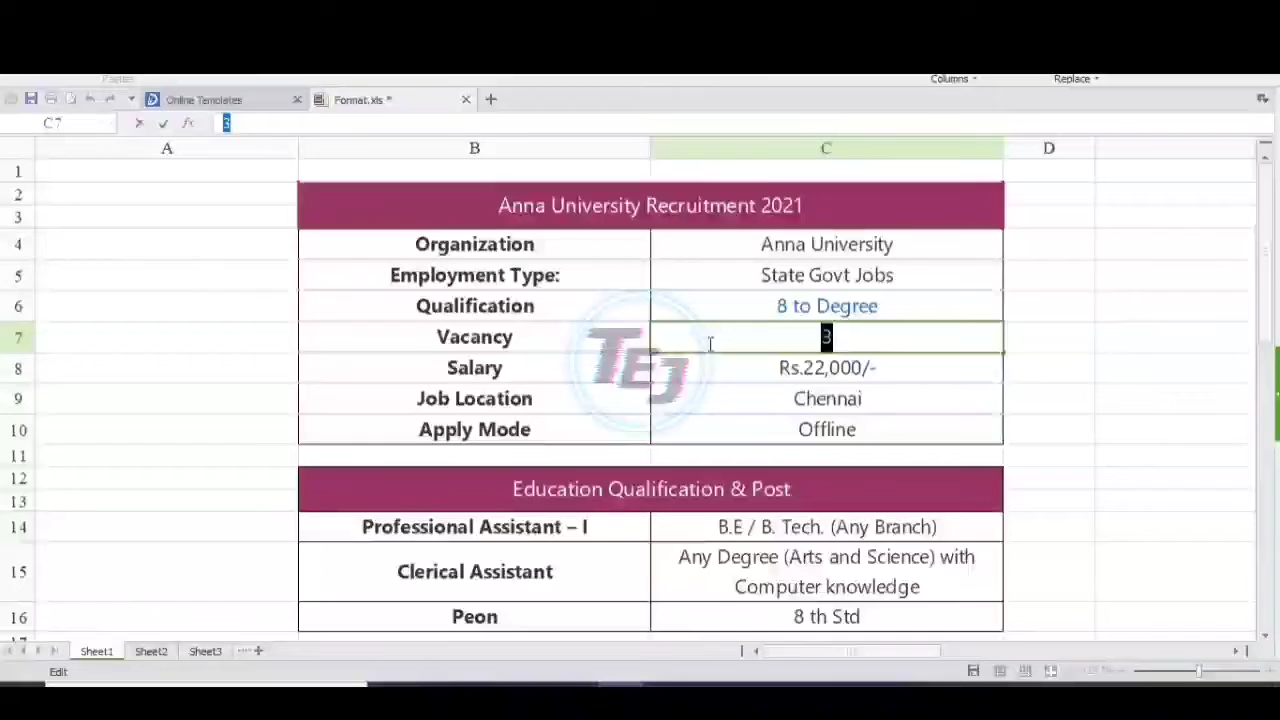 Columns
Replace
Online Templates
Format.xls *
C7
fx
3
A B C D
1
2
Anna University Recruitment 2021
3
4 Organization Anna University
5 Employment Type: State Govt Jobs
6 Qualification 8 to Degree
7 Vacancy 3
8 Salary Rs.22,000/-
9 Job Location Chennai
10 Apply Mode Offline
TEJ
11
12
Education Qualification & Post
13
14 Professional Assistant – I B.E / B. Tech. (Any Branch)
15 Clerical Assistant Any Degree (Arts and Science) with
Computer knowledge
16 Peon 8 th Std
Sheet1 Sheet2 Sheet3
Edit